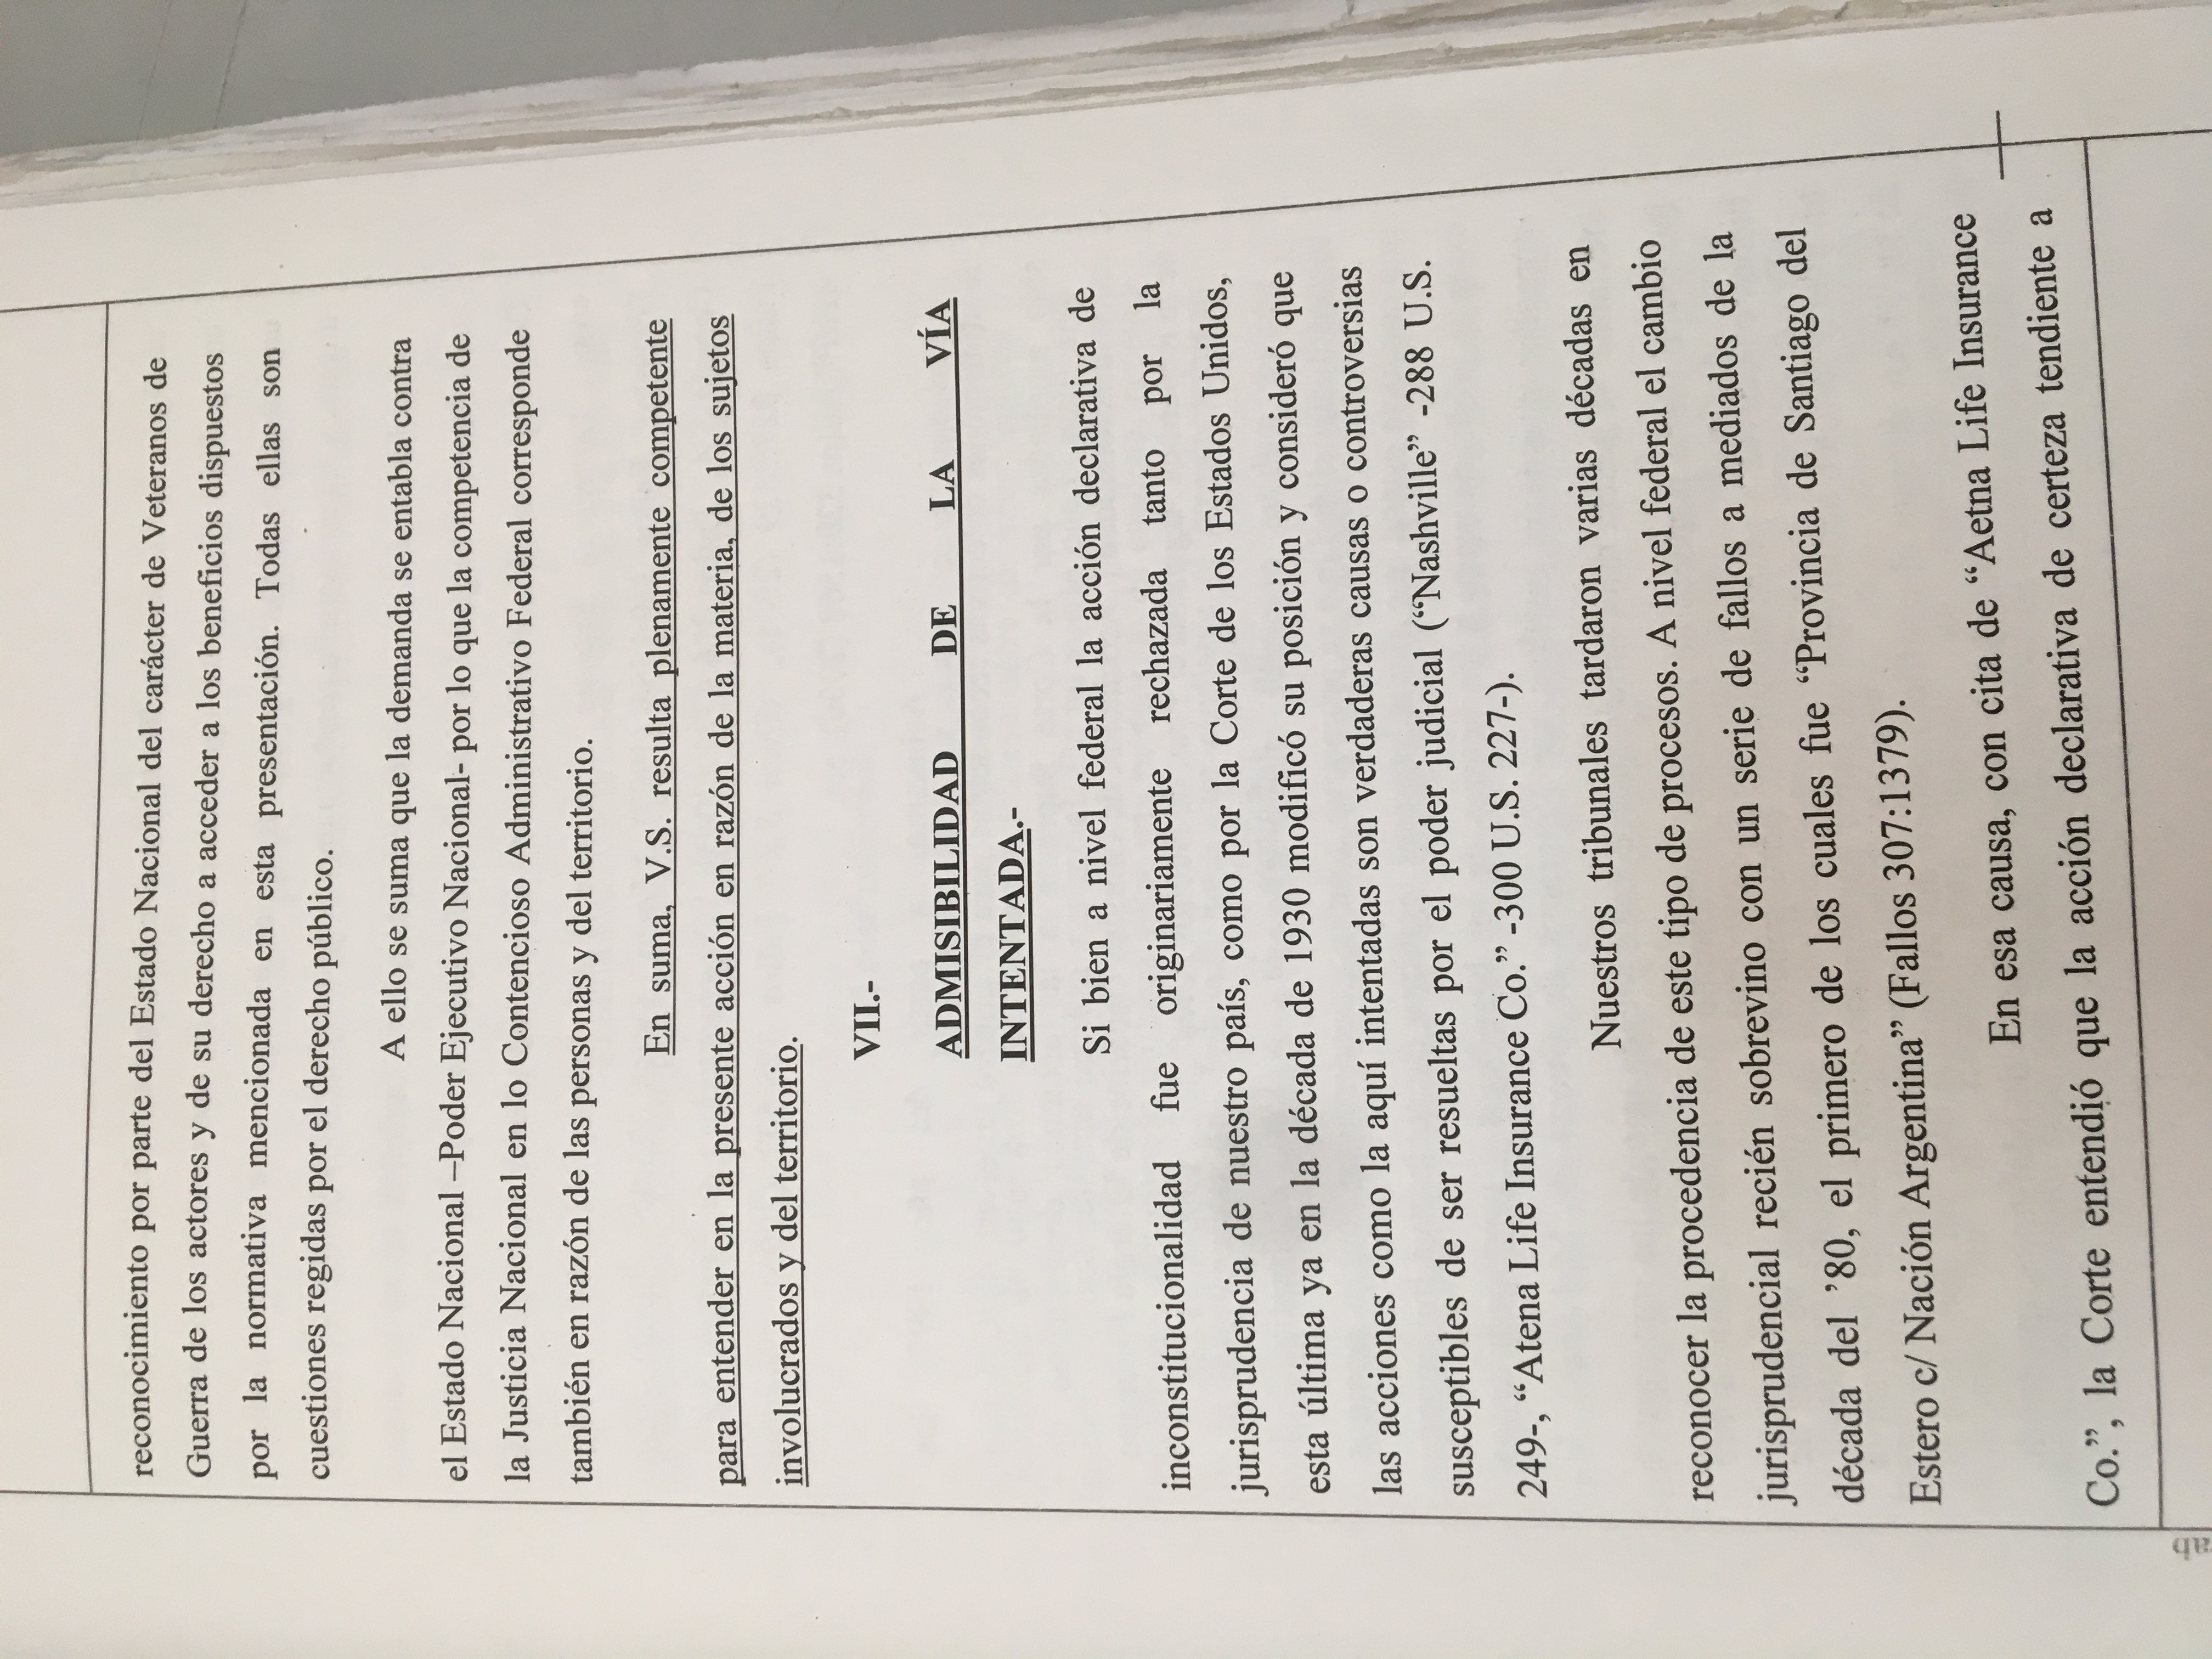 reconocimiento por parte del Estado Nacional del carácter de Veteranos de
Guerra de los actores y de su derecho a acceder a los beneficios dispuestos
por la normativa mencionada en esta presentación. Todas ellas son
cuestiones regidas por el derecho público.
A ello se suma que la demanda se entabla contra
el Estado Nacional –Poder Ejecutivo Nacional- por lo que la competencia de
la Justicia Nacional en lo Contencioso Administrativo Federal corresponde
también en razón de las personas y del territorio.
En suma, V.S. resulta plenamente competente
para entender en la presente acción en razón de la materia, de los sujetos
involucrados y del territorio.
VII.-
ADMISIBILIDAD DE LA VÍA
INTENTADA.-
Si bien a nivel federal la acción declarativa de
inconstitucionalidad fue originariamente rechazada tanto por la
jurisprudencia de nuestro país, como por la Corte de los Estados Unidos,
esta última ya en la década de 1930 modificó su posición y consideró que
las acciones como la aquí intentadas son verdaderas causas o controversias
susceptibles de ser resueltas por el poder judicial (“Nashville” -288 U.S.
249-, “Atena Life Insurance Co.” -300 U.S. 227-).
Nuestros tribunales tardaron varias décadas en
reconocer la procedencia de este tipo de procesos. A nivel federal el cambio
jurisprudencial recién sobrevino con un serie de fallos a mediados de la
década del ’80, el primero de los cuales fue “Provincia de Santiago del
Estero c/ Nación Argentina” (Fallos 307:1379).
En esa causa, con cita de “Aetna Life Insurance
Co.”, la Corte entendió que la acción declarativa de certeza tendiente a